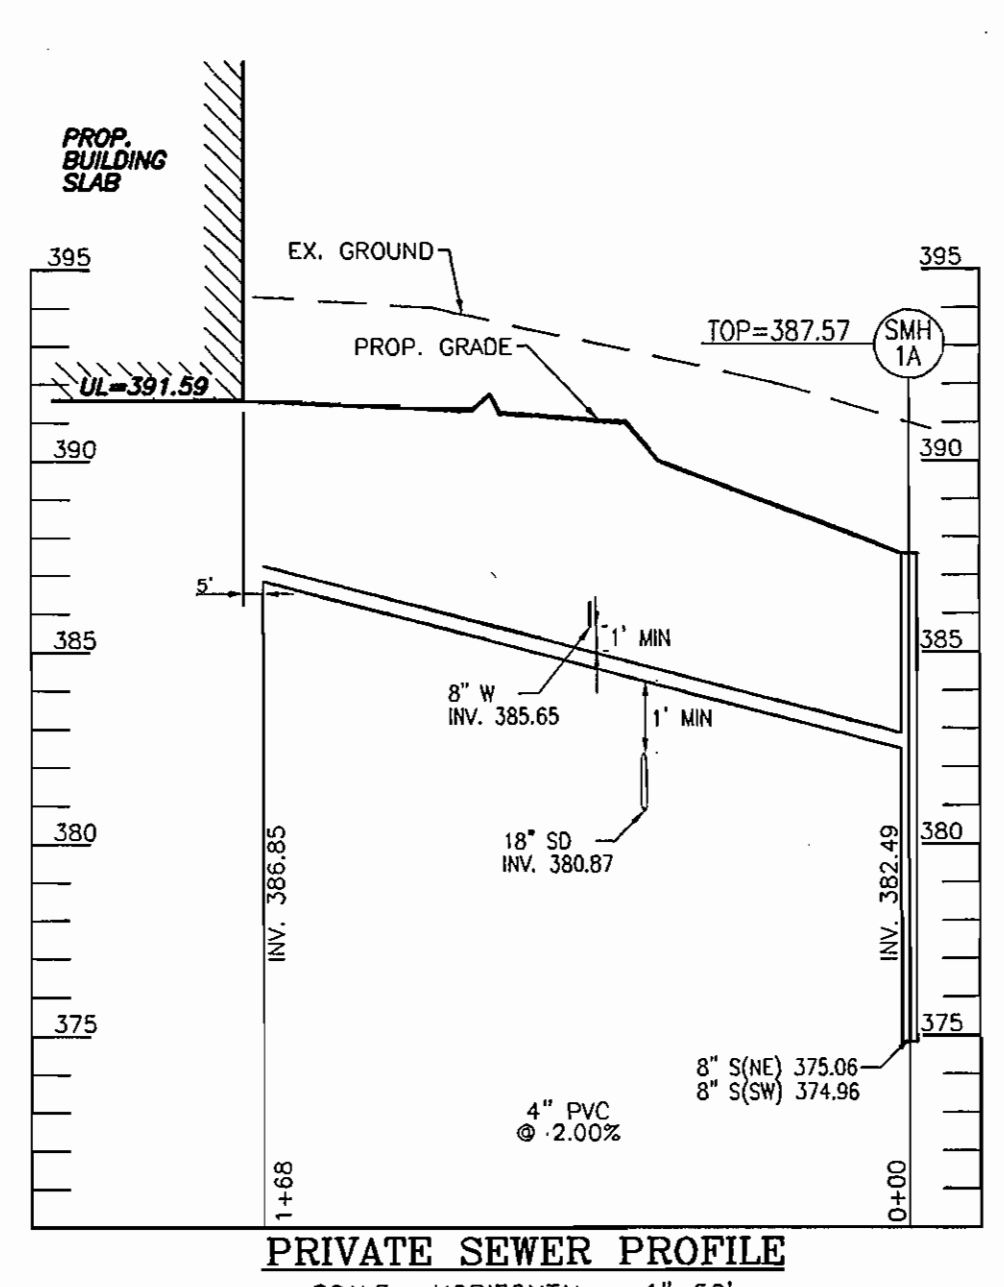 PROP.
BUILDING
SLAB
395
EX. GROUND
395
TOP=387.57
SMH
1A
PROP. GRADE
UL=391.59
390
390
5'
385
1' MIN
385
8" W
INV. 385.65
1' MIN
380
18" SD
INV. 380.87
380
INV. 386.85
INV. 382.49
375
375
8" S(NE) 375.06
8" S(SW) 374.96
4" PVC
@ 2.00%
1+68
0+00
PRIVATE SEWER PROFILE